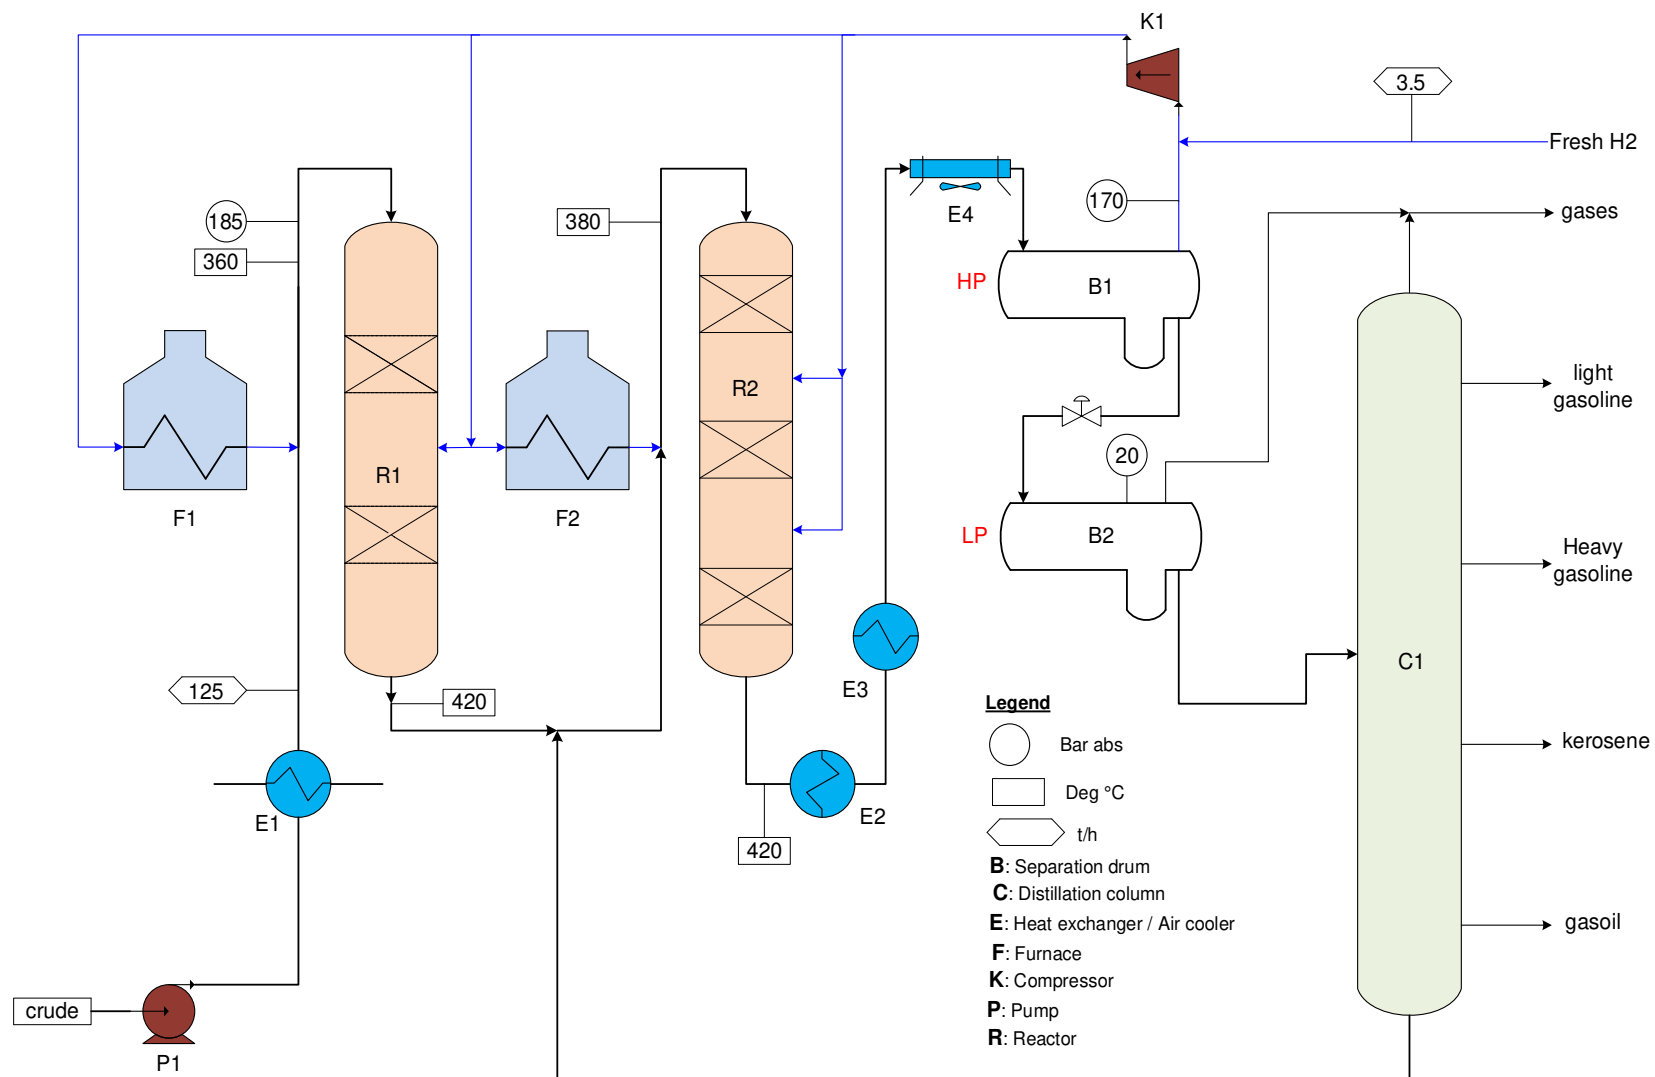 K1
3.5
Fresh H2
185
360
380
E4
170
gases
HP
B1
light
gasoline
R2
R1
20
F1
F2
LP
B2
Heavy
gasoline
C1
125
420
E3
Legend
Bar abs
kerosene
Deg °C
E1
E2
t/h
420
B: Separation drum
C: Distillation column
E: Heat exchanger / Air cooler
gasoil
F: Furnace
K: Compressor
crude
P: Pump
R: Reactor
P1